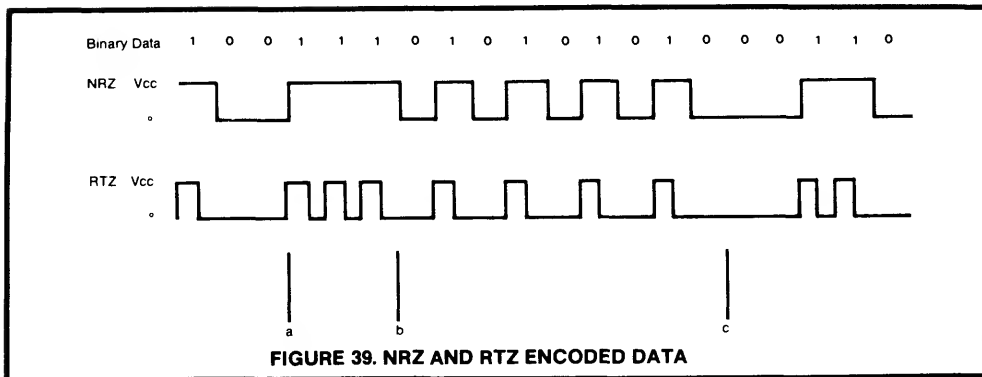 Binary Data 1 0 0 1 1 1 0 1 0 1 0 1 0 1 0 0 0 1 1 0
NRZ Vcc
o
RTZ Vcc
o
a b c
FIGURE 39. NRZ AND RTZ ENCODED DATA